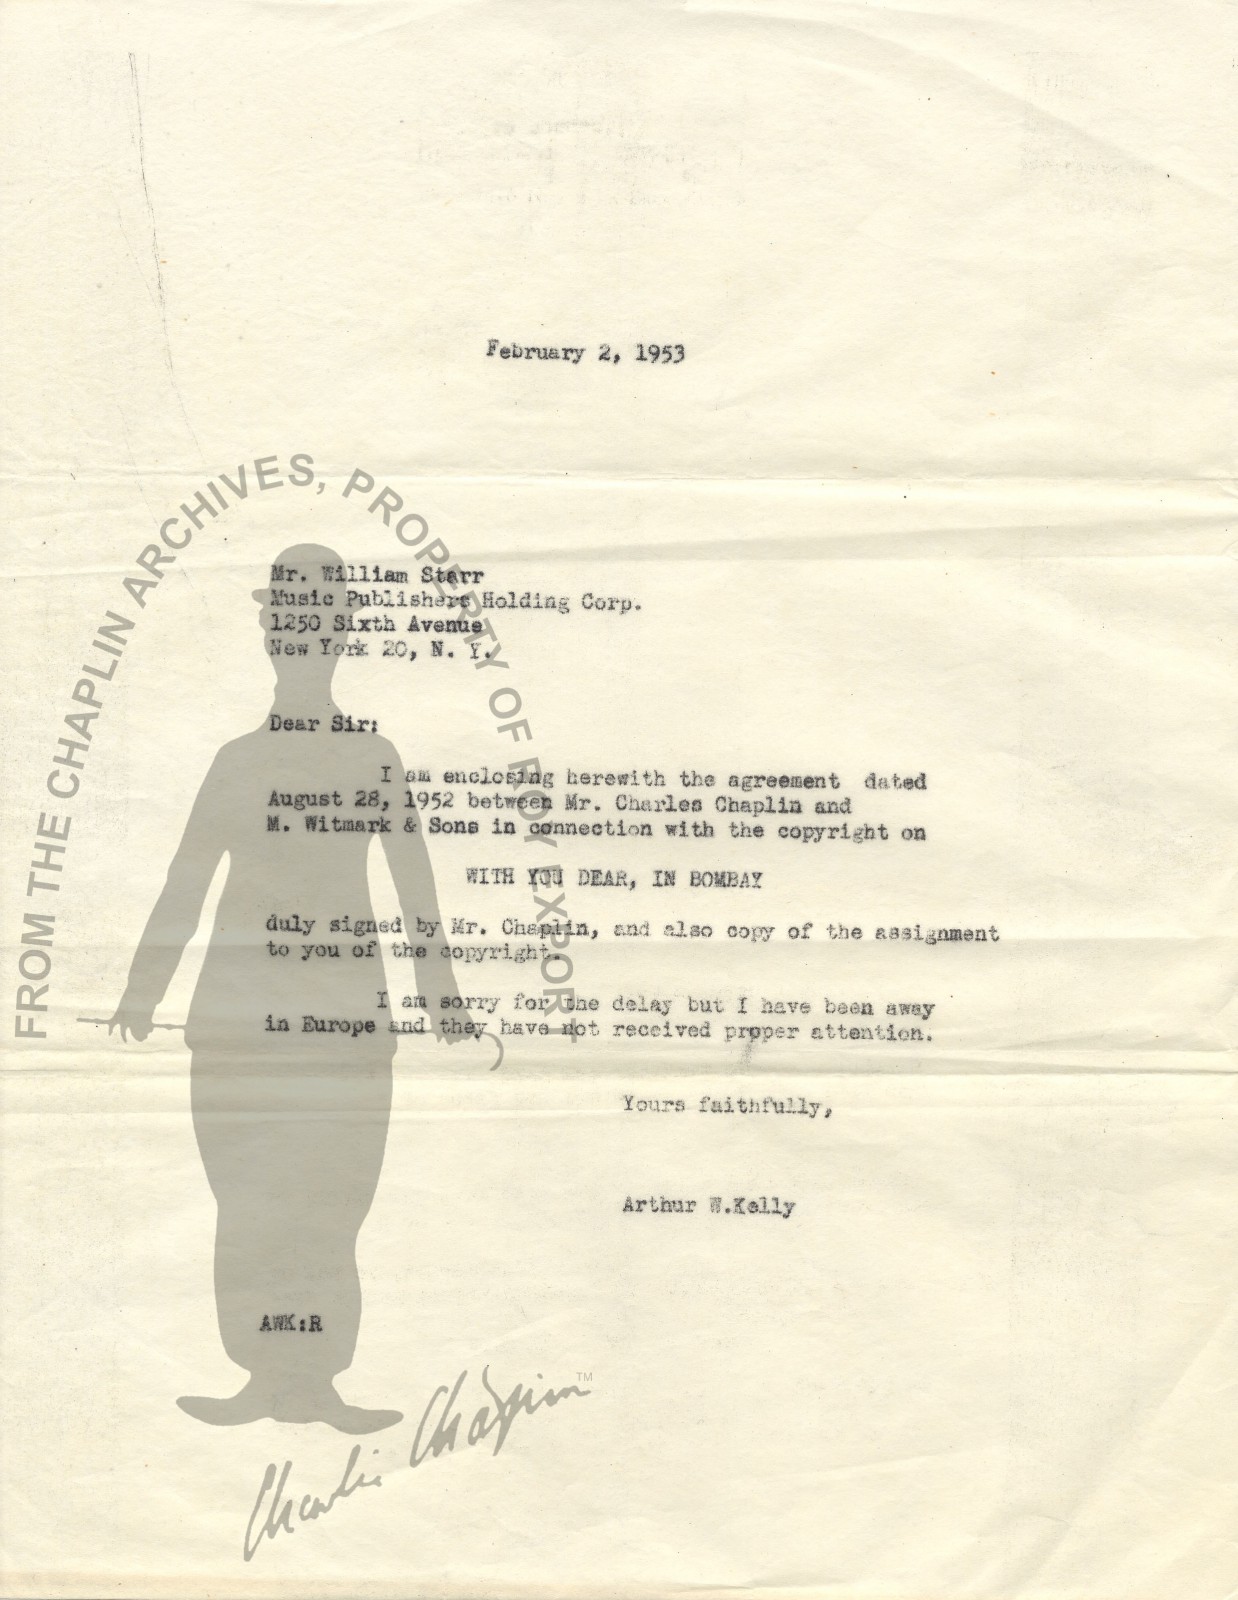 February 2, 1953
FROM THE CHAPLIN ARCHIVES, PROPERTY OF ROY EXPORT
Mr. William Starr
Music Publishers Holding Corp.
1250 Sixth Avenue
New York 20, N. Y.
Dear Sir:
I am enclosing herewith the agreement dated
August 28, 1952 between Mr. Charles Chaplin and
M. Witmark & Sons in connection with the copyright on
WITH YOU DEAR, IN BOMBAY
duly signed by Mr. Chaplin, and also copy of the assignment
to you of the copyright.
I am sorry for the delay but I have been away
in Europe and they have not received proper attention.
Yours faithfully,
Arthur W.Kelly
AWK:R
Charlie Chaplin TM